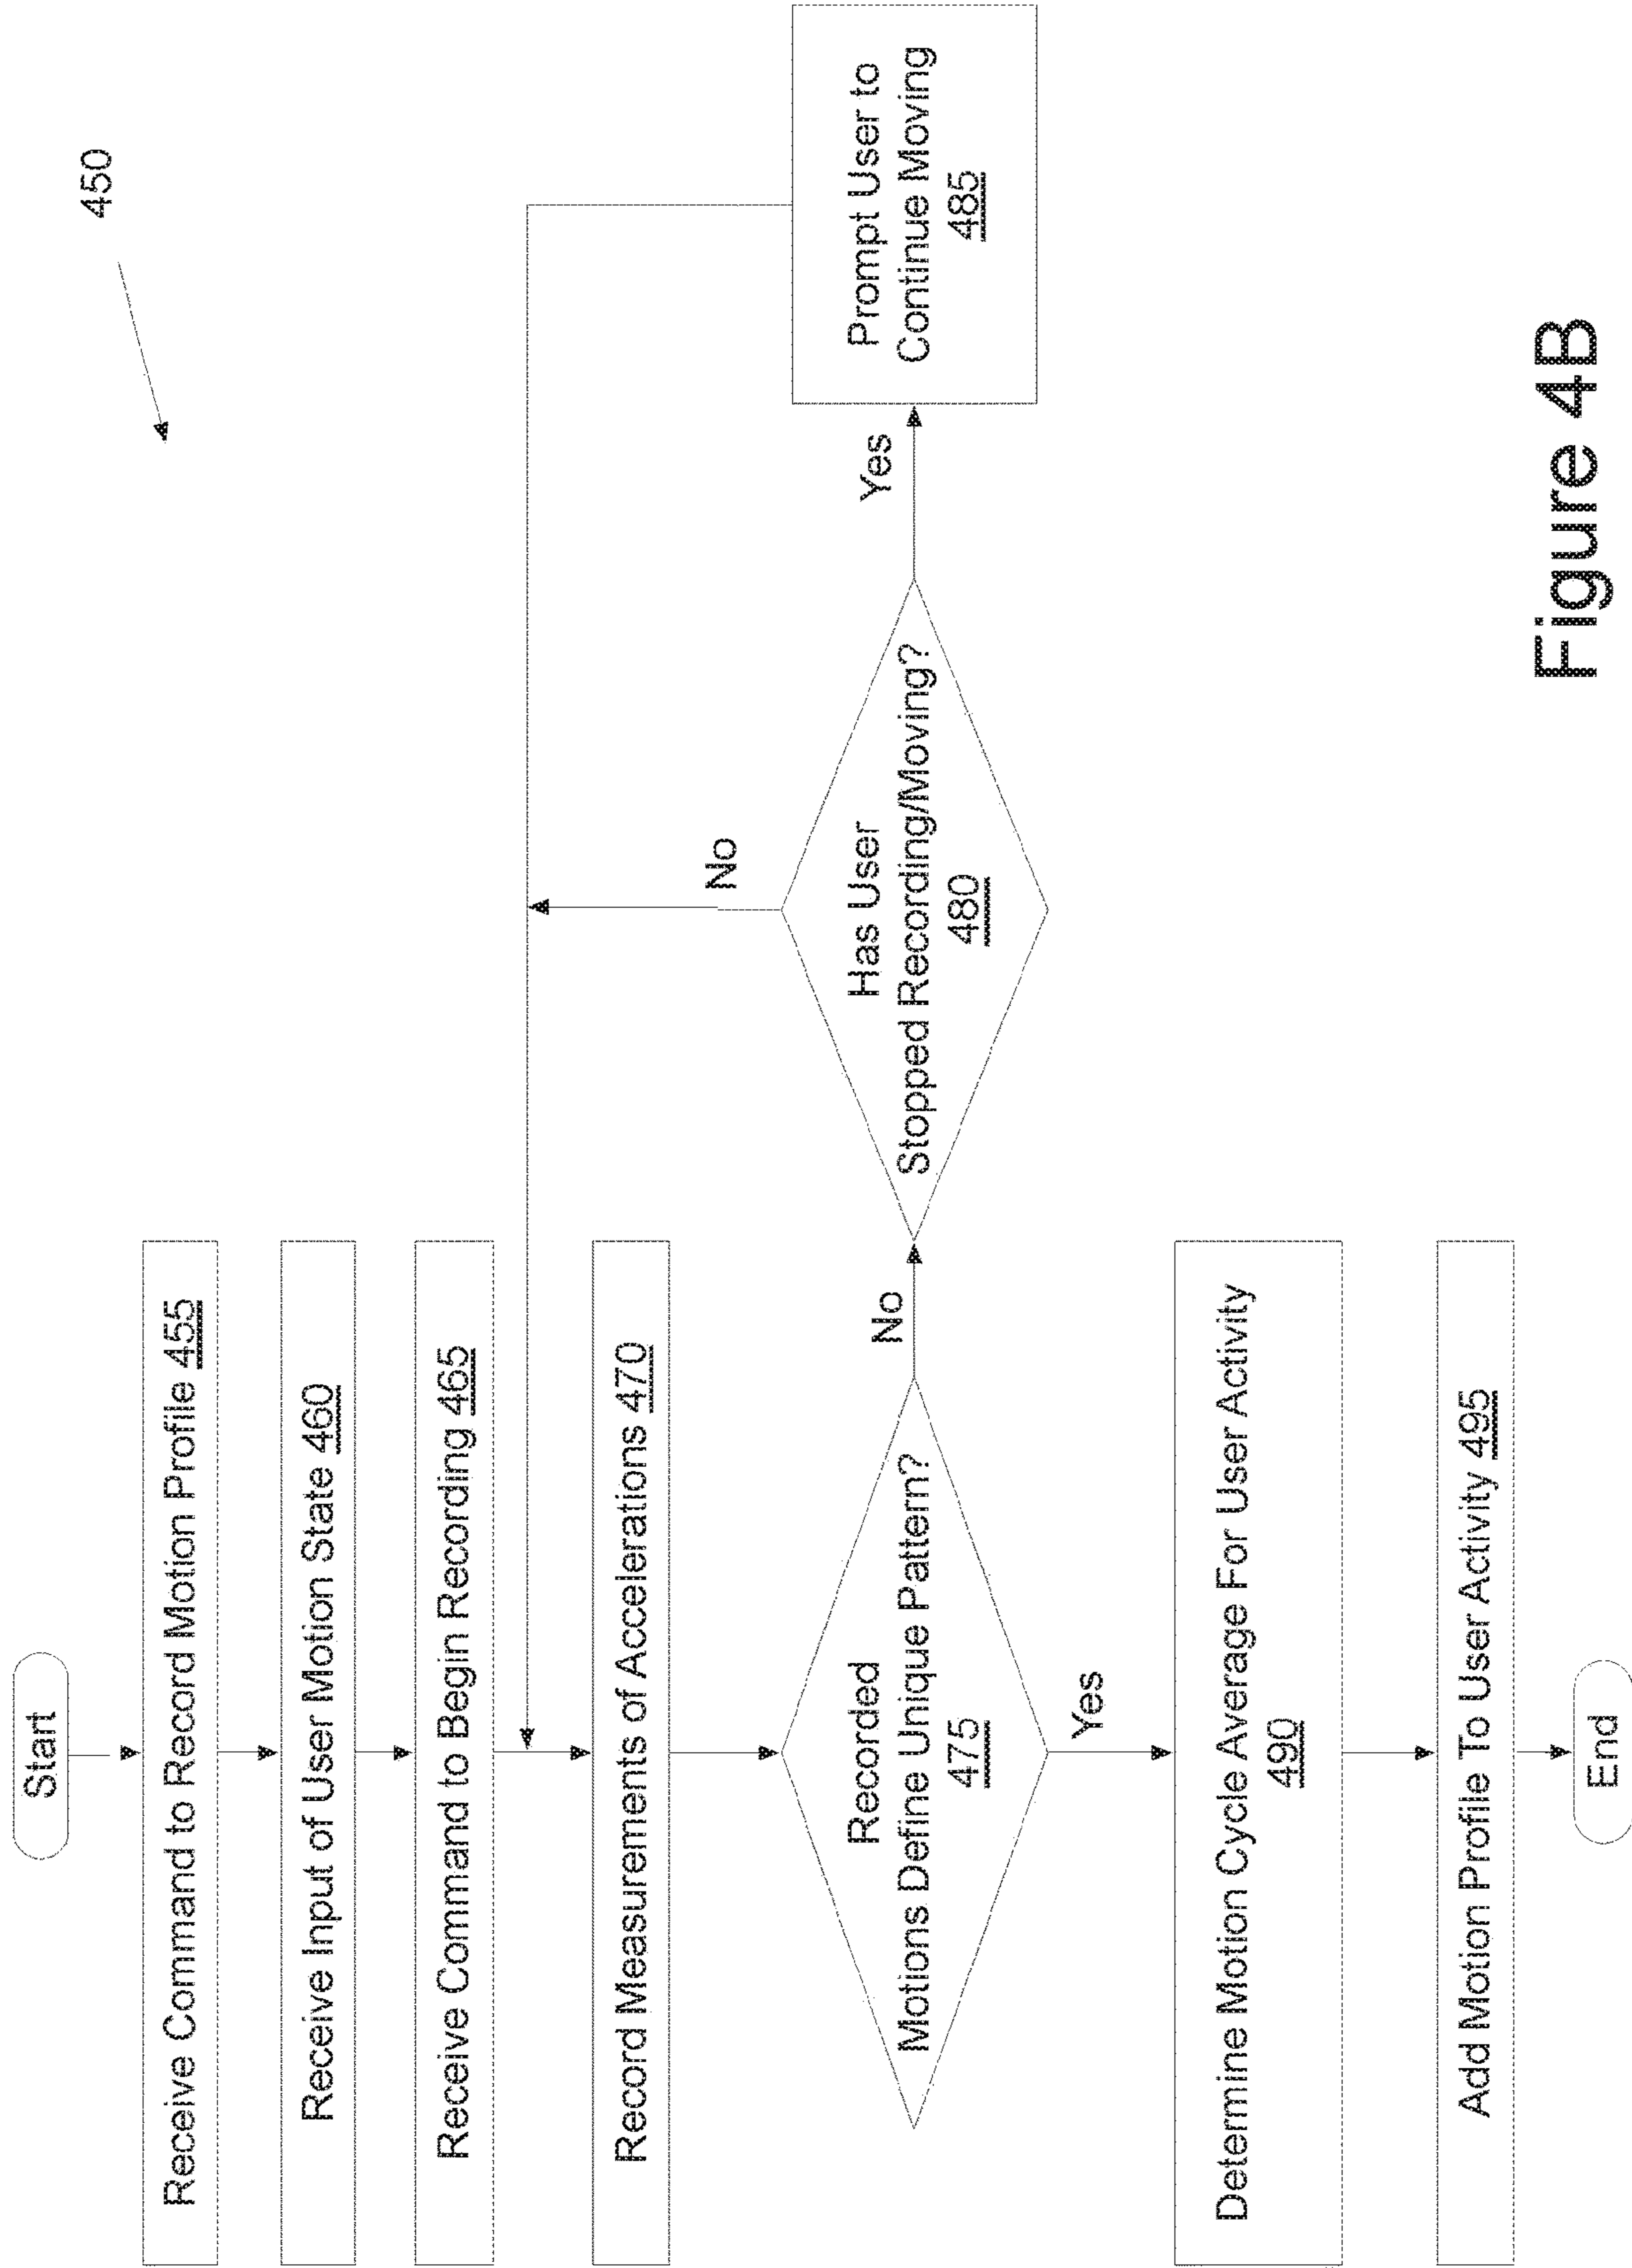 450
Start
Receive Command to Record Motion Profile 455
Receive Input of User Motion State 460
Receive Command to Begin Recording 465
Record Measurements of Accelerations 470
Recorded
Motions Define Unique Pattern?
475
No
Has User
Stopped Recording/Moving?
480
No
Yes
Prompt User to
Continue Moving
485
Yes
Determine Motion Cycle Average For User Activity
490
Add Motion Profile To User Activity 495
End
Figure 4B